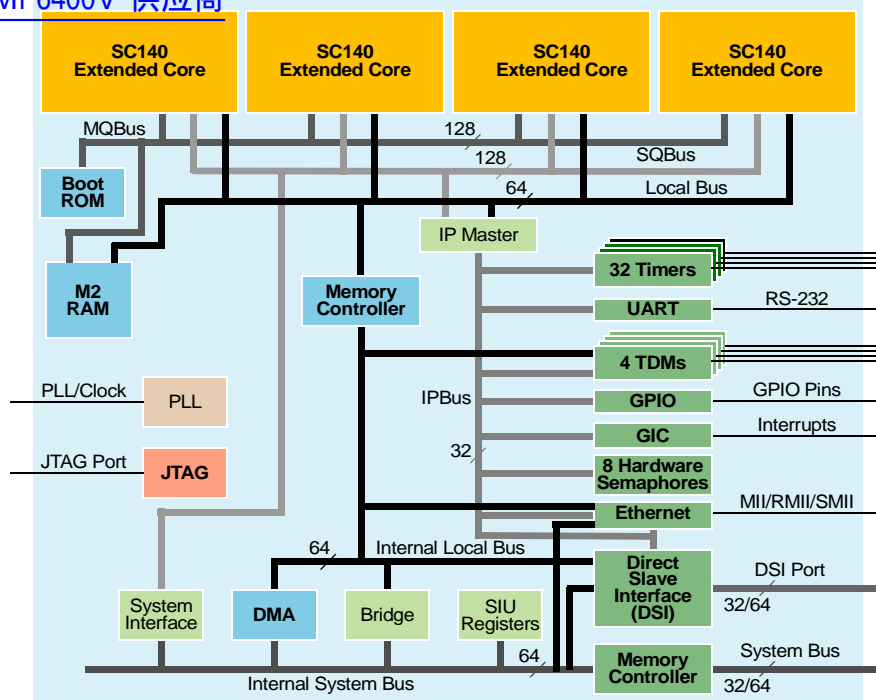 供应商
SC140
Extended Core
SC140
Extended Core
SC140
Extended Core
SC140
Extended Core
MQBus
128
128
SQBus
64
Local Bus
Boot
ROM
IP Master
M2
RAM
Memory
Controller
32 Timers
UART
RS-232
4 TDMs
PLL/Clock
PLL
IPBus
GPIO
GPIO Pins
GIC
Interrupts
32
JTAG Port
JTAG
8 Hardware
Semaphores
Ethernet
MII/RMII/SMII
64
Internal Local Bus
Direct
Slave
Interface
(DSI)
DSI Port
32/64
System
Interface
DMA
Bridge
SIU
Registers
64
Internal System Bus
Memory
Controller
System Bus
32/64